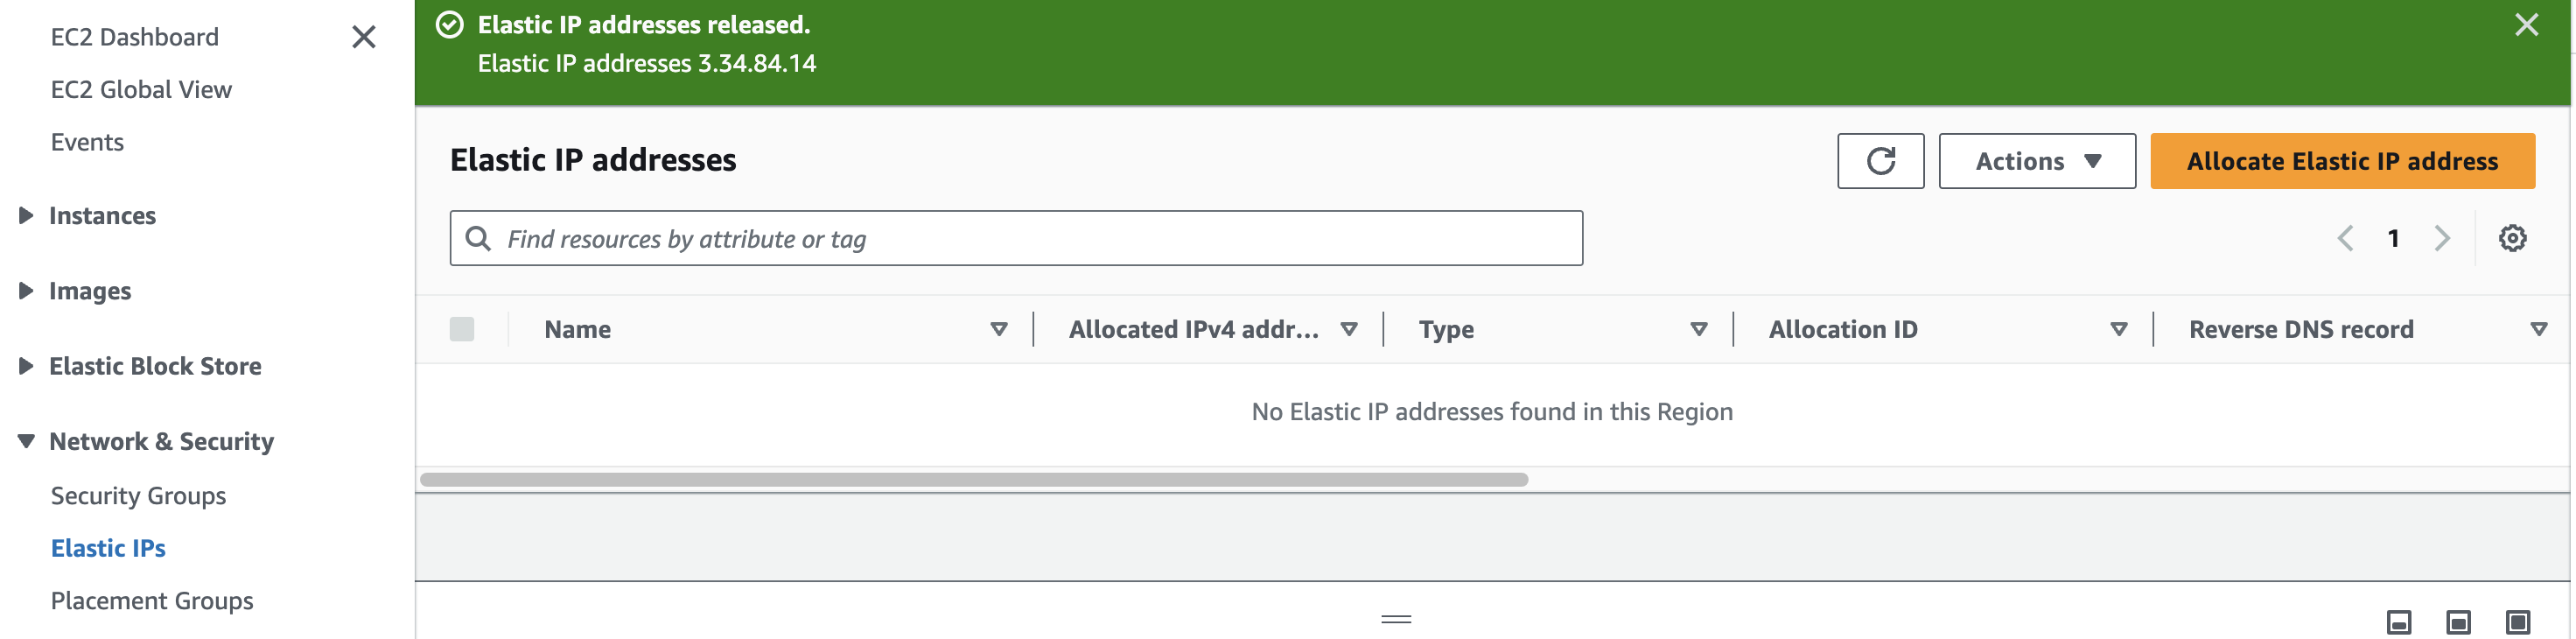 EC2 Dashboard
EC2 Global View
Events
Instances
Images
Elastic Block Store
Network & Security
Security Groups
Elastic IPs
Placement Groups
Elastic IP addresses released.
Elastic IP addresses 3.34.84.14
Elastic IP addresses
Actions
Allocate Elastic IP address
Find resources by attribute or tag
1
Name
Allocated IPv4 addr...
Type
Allocation ID
Reverse DNS record
No Elastic IP addresses found in this Region